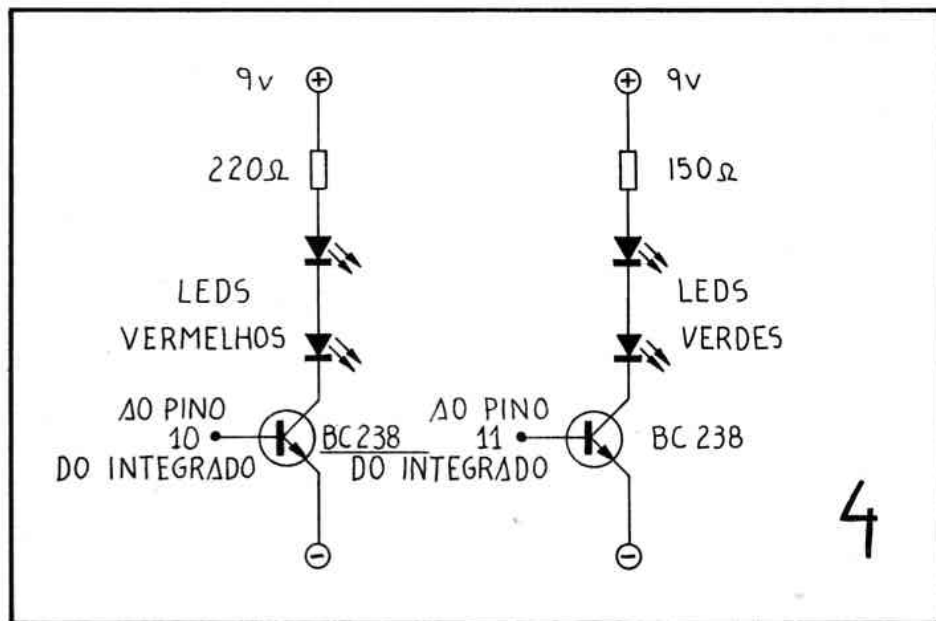 9v
220Ω
LEDS
VERMELHOS
AO PINO
10
DO INTEGRADO
BC238
9v
150Ω
LEDS
VERDES
AO PINO
11
DO INTEGRADO
BC 238
4